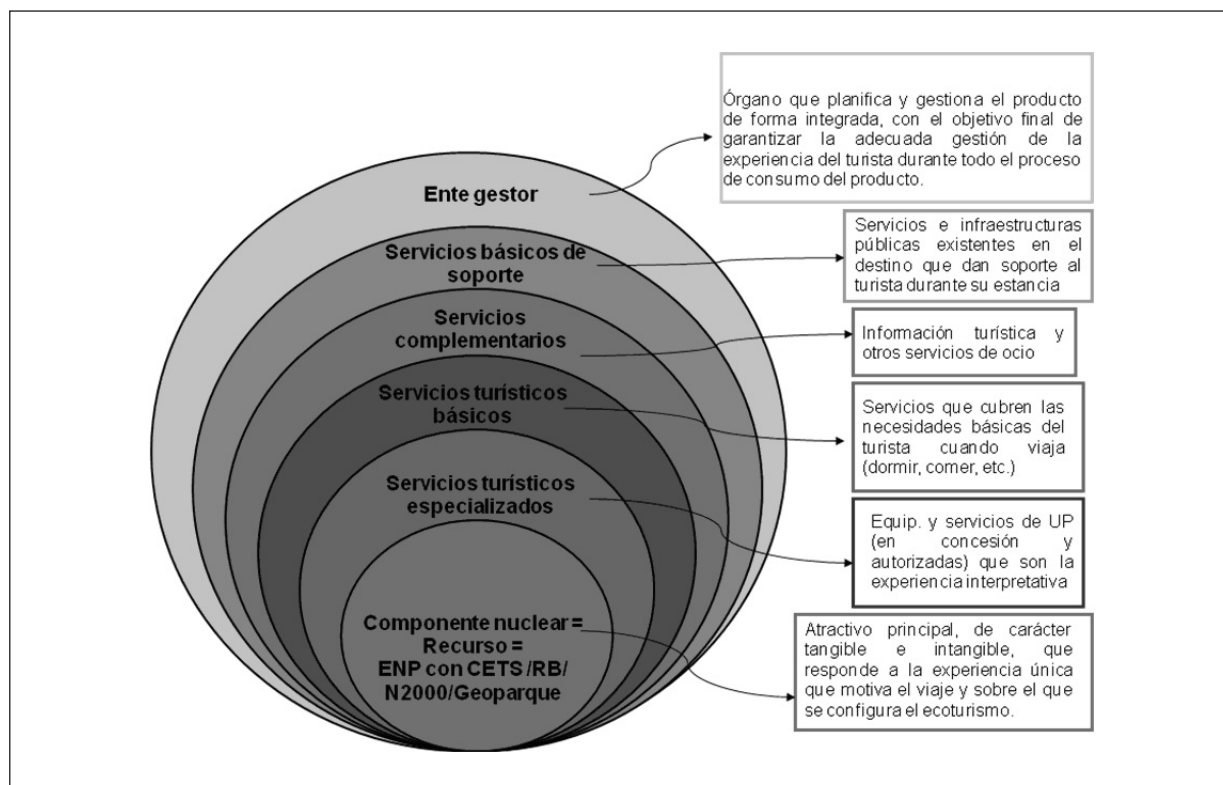 Órgano que planifica y gestiona el producto
de forma integrada, con el objetivo final de
garantizar la adecuada gestión de la
experiencia del turista durante todo el proceso
de consumo del producto.
Ente gestor
Servicios básicos de
soporte
Servicios e infraestructuras
públicas existentes en el
destino que dan soporte al
turista durante su estancia
Servicios
complementarios
Información turística y
otros servicios de ocio
Servicios turísticos
básicos
Servicios que cubren las
necesidades básicas del
turista cuando viaja
(dormir, comer, etc.)
Servicios turísticos
especializados
Equip. y servicios de UP
(en concesión y
autorizadas) que son la
experiencia interpretativa
Componente nuclear =
Recurso =
ENP con CETS /RB/
N2000/Geoparque
Atractivo principal, de carácter
tangible e intangible, que
responde a la experiencia única
que motiva el viaje y sobre el que
se configura el ecoturismo.